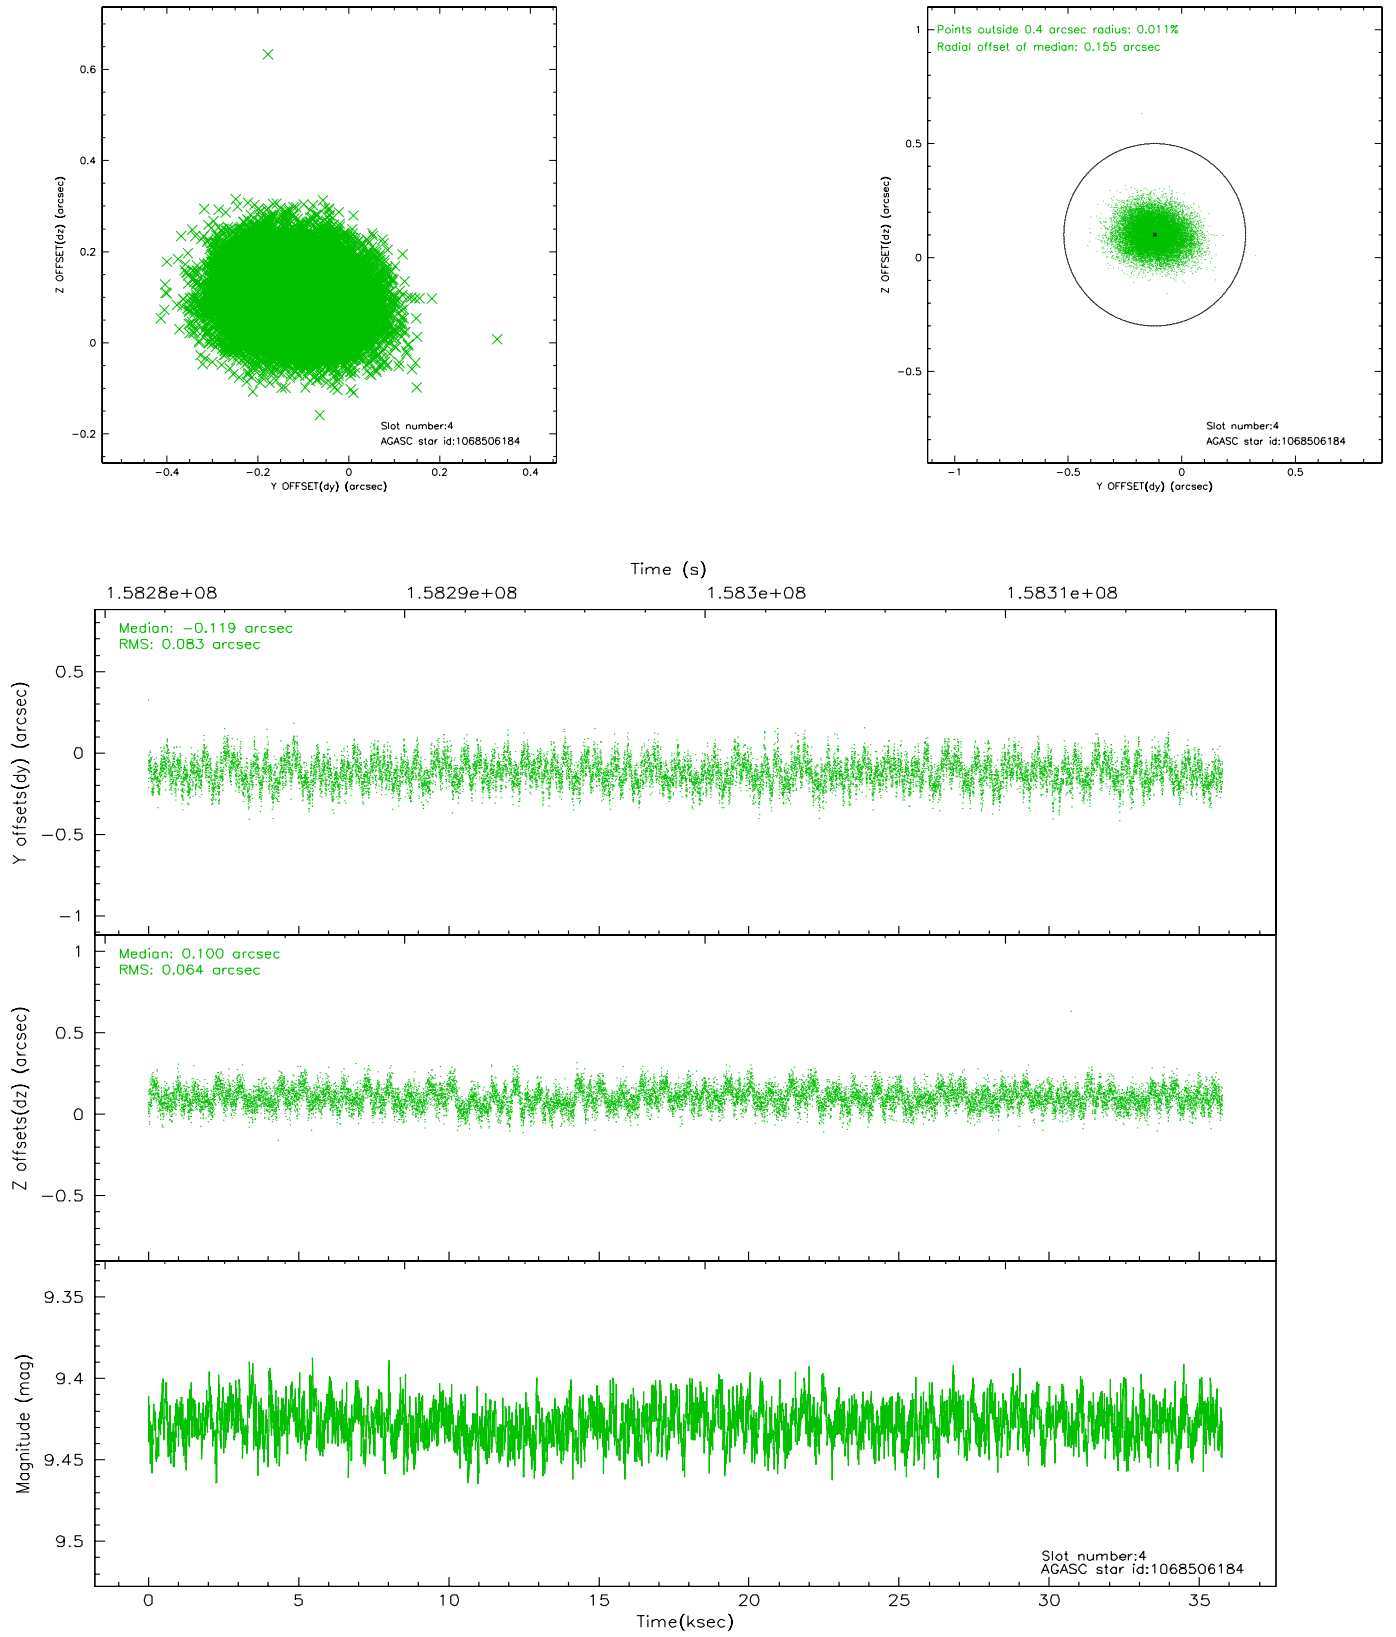 0.6
0.4
0.2
0
−0.2
−0.4
−0.2
0
0.2
0.4
Z OFFSET(dz) (arcsec)
Y OFFSET(dy) (arcsec)
Slot number:4
AGASC star id:1068506184
Points outside 0.4 arcsec radius: 0.011%
Radial offset of median: 0.155 arcsec
1
0.5
0
−0.5
−1
−0.5
0
0.5
Z OFFSET(dz) (arcsec)
Y OFFSET(dy) (arcsec)
Slot number:4
AGASC star id:1068506184
Time (s)
1.5828e+08 1.5829e+08 1.583e+08 1.5831e+08
Median: −0.119 arcsec
RMS: 0.083 arcsec
0.5
0
−0.5
−1
Y offsets(dy) (arcsec)
Median: 0.100 arcsec
RMS: 0.064 arcsec
1
0.5
0
−0.5
Z offsets(dz) (arcsec)
9.35
9.4
9.45
9.5
Magnitude (mag)
Slot number:4
AGASC star id:1068506184
0 5 10 15 20 25 30 35
Time(ksec)